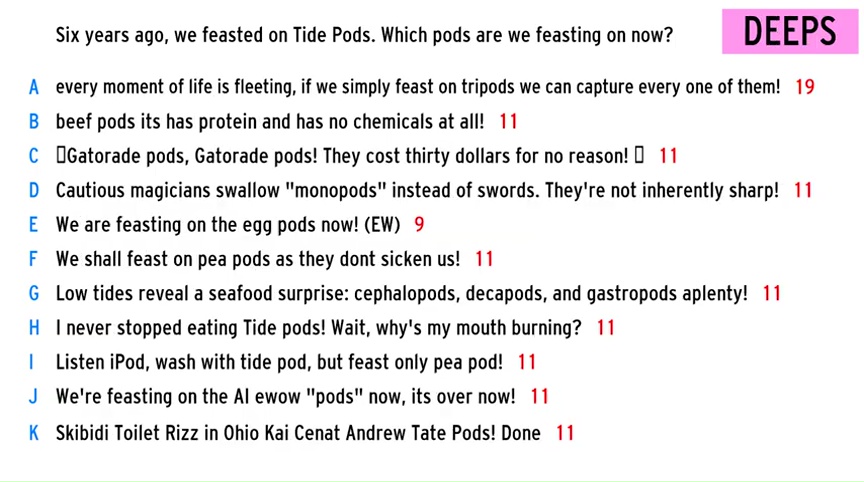 Six years ago, we feasted on Tide Pods. Which pods are we feasting on now?
DEEPS
A every moment of life is fleeting, if we simply feast on tripods we can capture every one of them! 19
B beef pods its has protein and has no chemicals at all! 11
C ▯Gatorade pods, Gatorade pods! They cost thirty dollars for no reason! ▯ 11
D Cautious magicians swallow "monopods" instead of swords. They're not inherently sharp! 11
E We are feasting on the egg pods now! (EW) 9
F We shall feast on pea pods as they dont sicken us! 11
G Low tides reveal a seafood surprise: cephalopods, decapods, and gastropods aplenty! 11
H I never stopped eating Tide pods! Wait, why's my mouth burning? 11
I Listen iPod, wash with tide pod, but feast only pea pod! 11
J We're feasting on the AI ewow "pods" now, its over now! 11
K Skibidi Toilet Rizz in Ohio Kai Cenat Andrew Tate Pods! Done 11